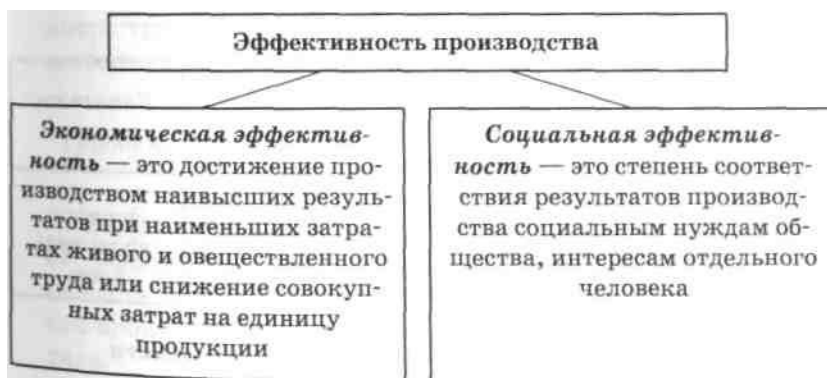 Эффективность производства
Экономическая эффектив-
ность — это достижение про-
изводством наивысших резуль-
татов при наименьших затра-
тах живого и овеществленного
труда или снижение совокуп-
ных затрат на единицу
продукции
Социальная эффектив-
ность — это степень соответ-
ствия результатов производ-
ства социальным нуждам об-
щества, интересам отдельного
человека